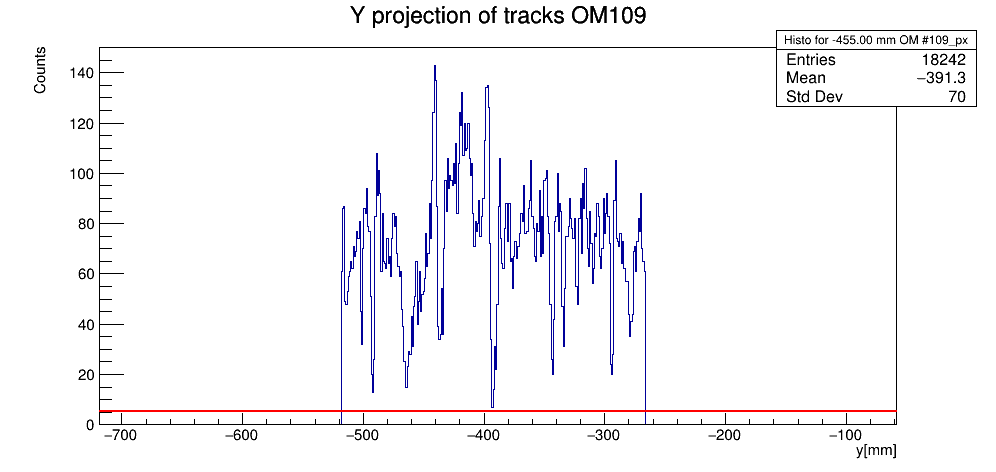 Y projection of tracks OM109
Histo for -455.00 mm OM #109_px
Entries 18242
Mean −391.3
Std Dev 70
Counts
140
120
100
80
60
40
20
0
−700 −600 −500 −400 −300 −200 −100
y[mm]